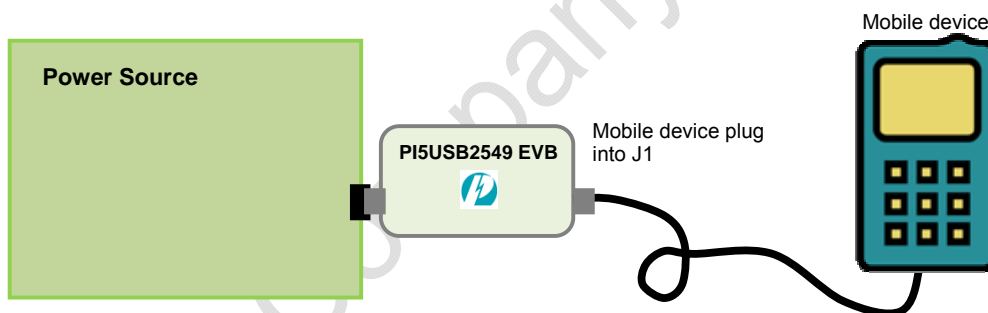 Mobile device
Power Source
PI5USB2549 EVB
Mobile device plug
into J1